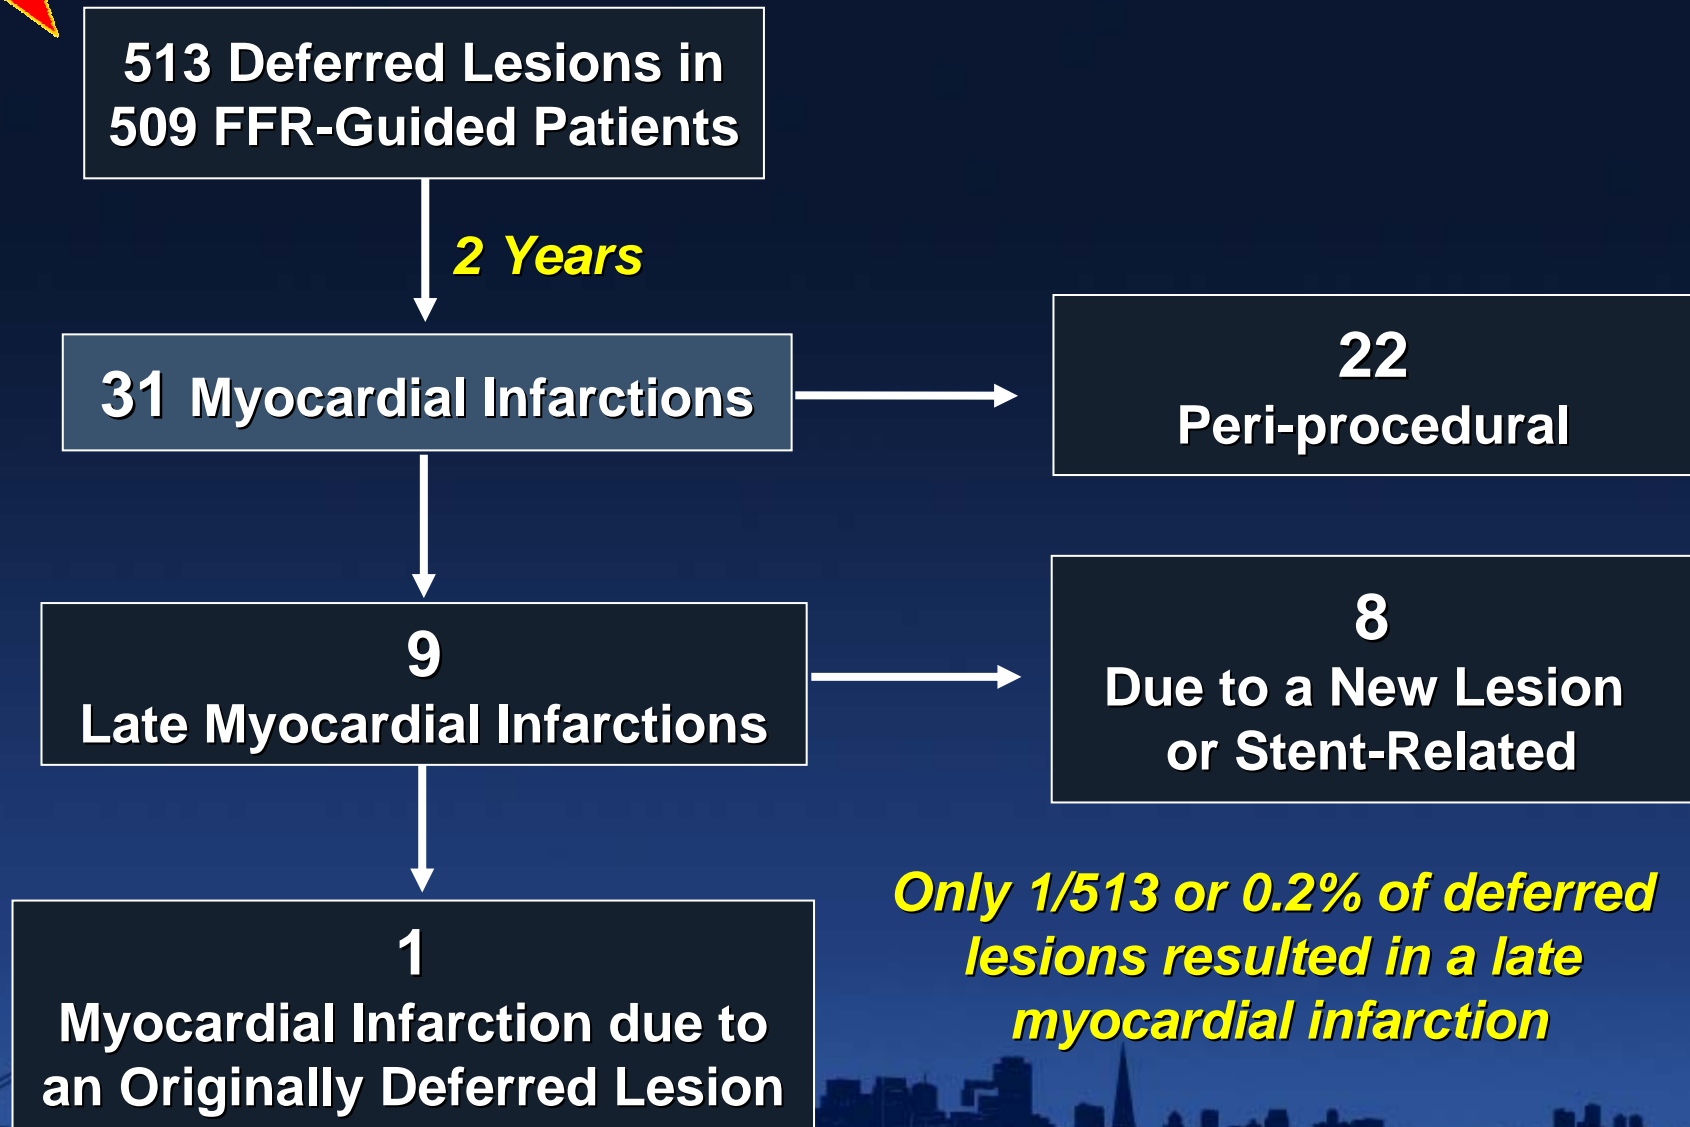 513 Deferred Lesions in
509 FFR-Guided Patients
2 Years
31 Myocardial Infarctions
22
Peri-procedural
9
Late Myocardial Infarctions
8
Due to a New Lesion
or Stent-Related
1
Myocardial Infarction due to
an Originally Deferred Lesion
Only 1/513 or 0.2% of deferred
lesions resulted in a late
myocardial infarction